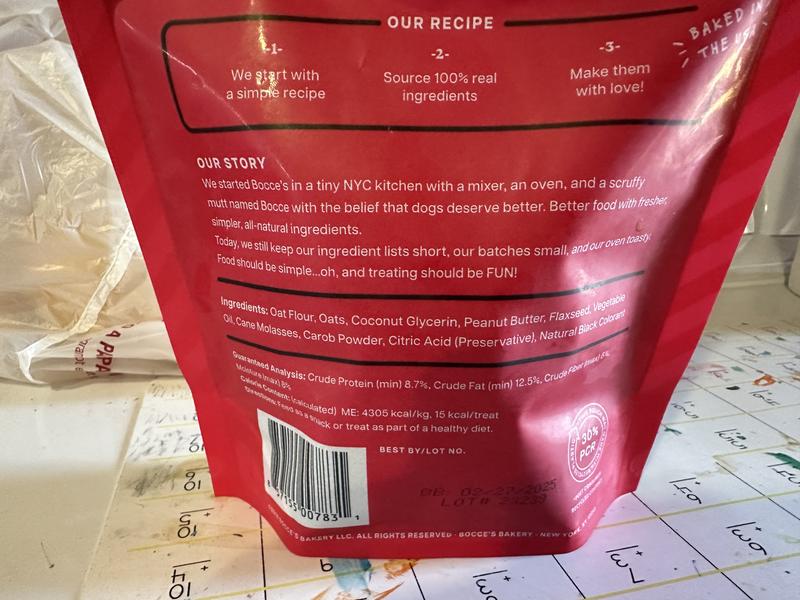 OUR RECIPE
-1-
We start with
a simple recipe
-2-
Source 100% real
ingredients
-3-
Make them
with love!
BAKED IN
THE USA
OUR STORY
We started Bocce's in a tiny NYC kitchen with a mixer, an oven, and a scruffy
mutt named Bocce with the belief that dogs deserve better. Better food with fresher,
simpler, all-natural ingredients.
Today, we still keep our ingredient lists short, our batches small, and our oven toasty.
Food should be simple...oh, and treating should be FUN!
Ingredients: Oat Flour, Oats, Coconut Glycerin, Peanut Butter, Flaxseed, Vegetable
Oil, Cane Molasses, Carob Powder, Citric Acid (Preservative), Natural Black Colorant
Guaranteed Analysis: Crude Protein (min) 8.7%, Crude Fat (min) 12.5%, Crude Fiber (max)
Moisture (max) 8%
Calorie Content: (calculated) ME: 4305 kcal/kg, 15 kcal/treat
Directions: Feed as a snack or treat as part of a healthy diet.
BEST BY/LOT NO.
BB: 02/27/2025
LOT#
30%
PCR
00783 1
BOCCE'S BAKERY LLC. ALL RIGHTS RESERVED · BOCCE'S BAKERY · NEW YORK, NY
PAPA